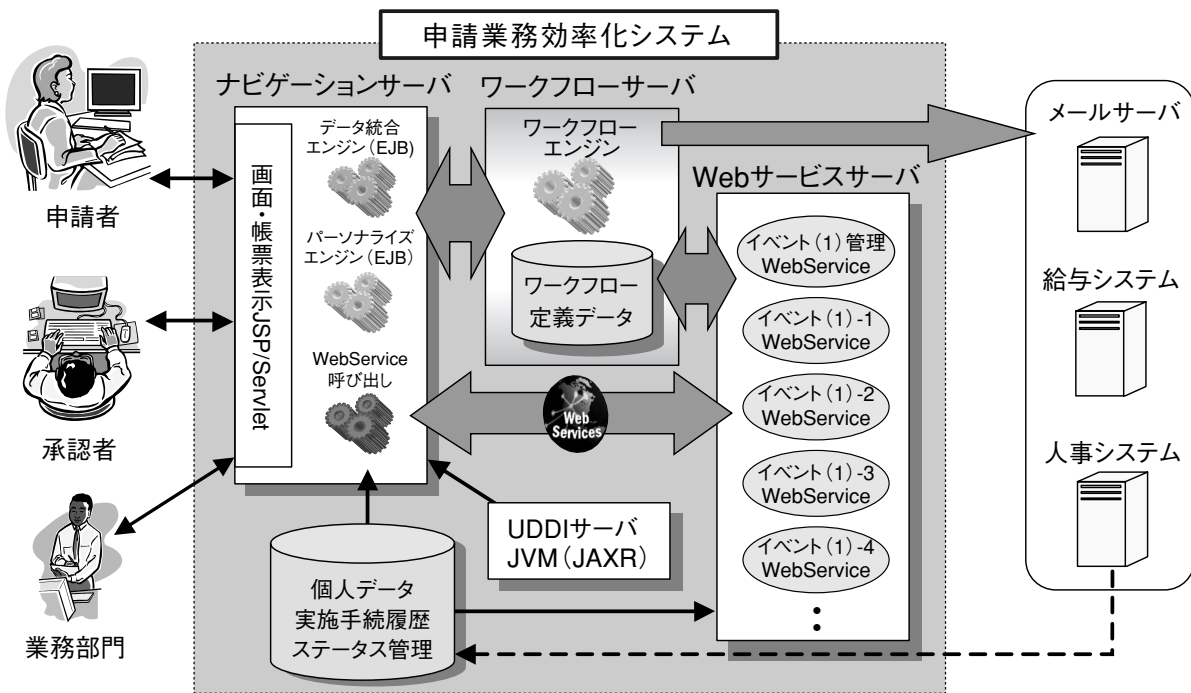 申請業務効率化システム
ナビゲーションサーバ
ワークフローサーバ
申請者
承認者
業務部門
画面・帳票表示JSP/Servlet
データ統合
エンジン(EJB)
パーソナライズ
エンジン(EJB)
WebService
呼び出し
ワークフロー
エンジン
ワークフロー
定義データ
Web
Services
Webサービスサーバ
イベント(1)管理
WebService
イベント(1)-1
WebService
イベント(1)-2
WebService
イベント(1)-3
WebService
イベント(1)-4
WebService
UDDIサーバ
JVM(JAXR)
個人データ
実施手続履歴
ステータス管理
メールサーバ
給与システム
人事システム